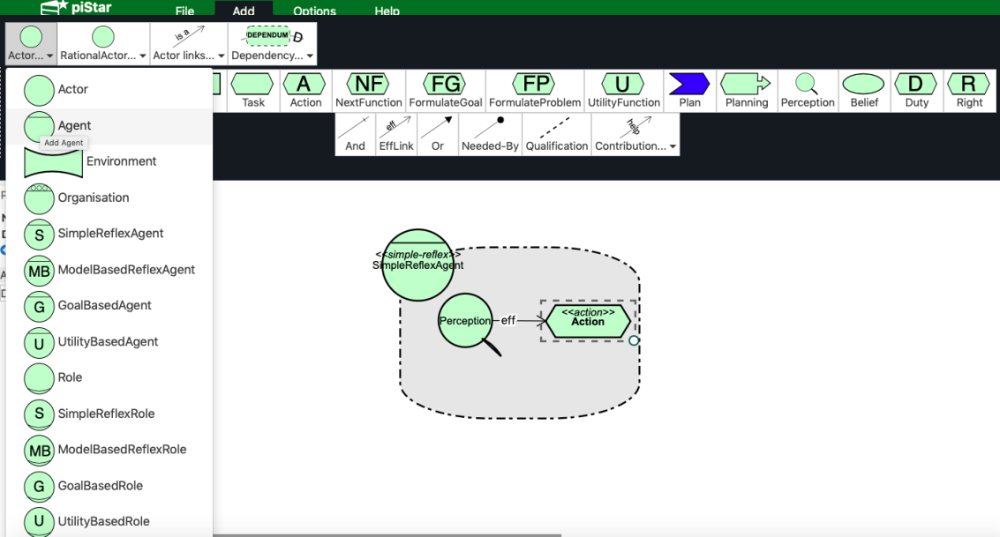 piStar File Add Options Help
is a DEPENDUM D
Actor... RationalActor... Actor links... Dependency...
A NF FG FP U D R
Task Action NextFunction FormulateGoal FormulateProblem UtilityFunction Plan Planning Perception Belief Duty Right
eff help
And EffLink Or Needed-By Qualification Contribution...
Actor
Agent
Add Agent
Environment
Organisation
S SimpleReflexAgent
MB ModelBasedReflexAgent
G GoalBasedAgent
U UtilityBasedAgent
Role
S SimpleReflexRole
MB ModelBasedReflexRole
G GoalBasedRole
U UtilityBasedRole
<<simple-reflex>>
SimpleReflexAgent
Perception eff
<<action>>
Action